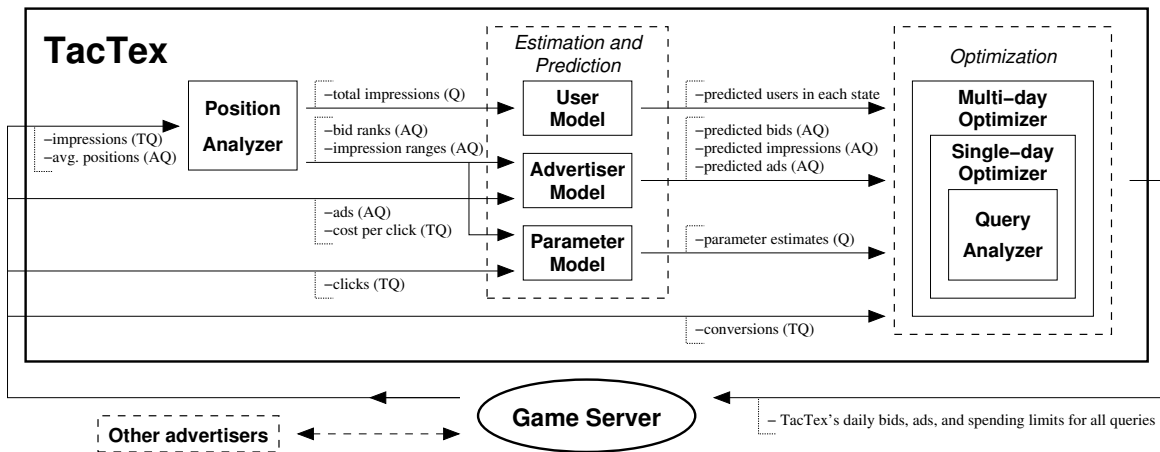 TacTex
Position
Analyzer
−impressions (TQ)
−avg. positions (AQ)
−total impressions (Q)
−bid ranks (AQ)
−impression ranges (AQ)
−ads (AQ)
−cost per click (TQ)
−clicks (TQ)
Estimation and
Prediction
User
Model
Advertiser
Model
Parameter
Model
−predicted users in each state
−predicted bids (AQ)
−predicted impressions (AQ)
−predicted ads (AQ)
−parameter estimates (Q)
−conversions (TQ)
Optimization
Multi−day
Optimizer
Single−day
Optimizer
Query
Analyzer
Game Server
Other advertisers
− TacTex's daily bids, ads, and spending limits for all queries